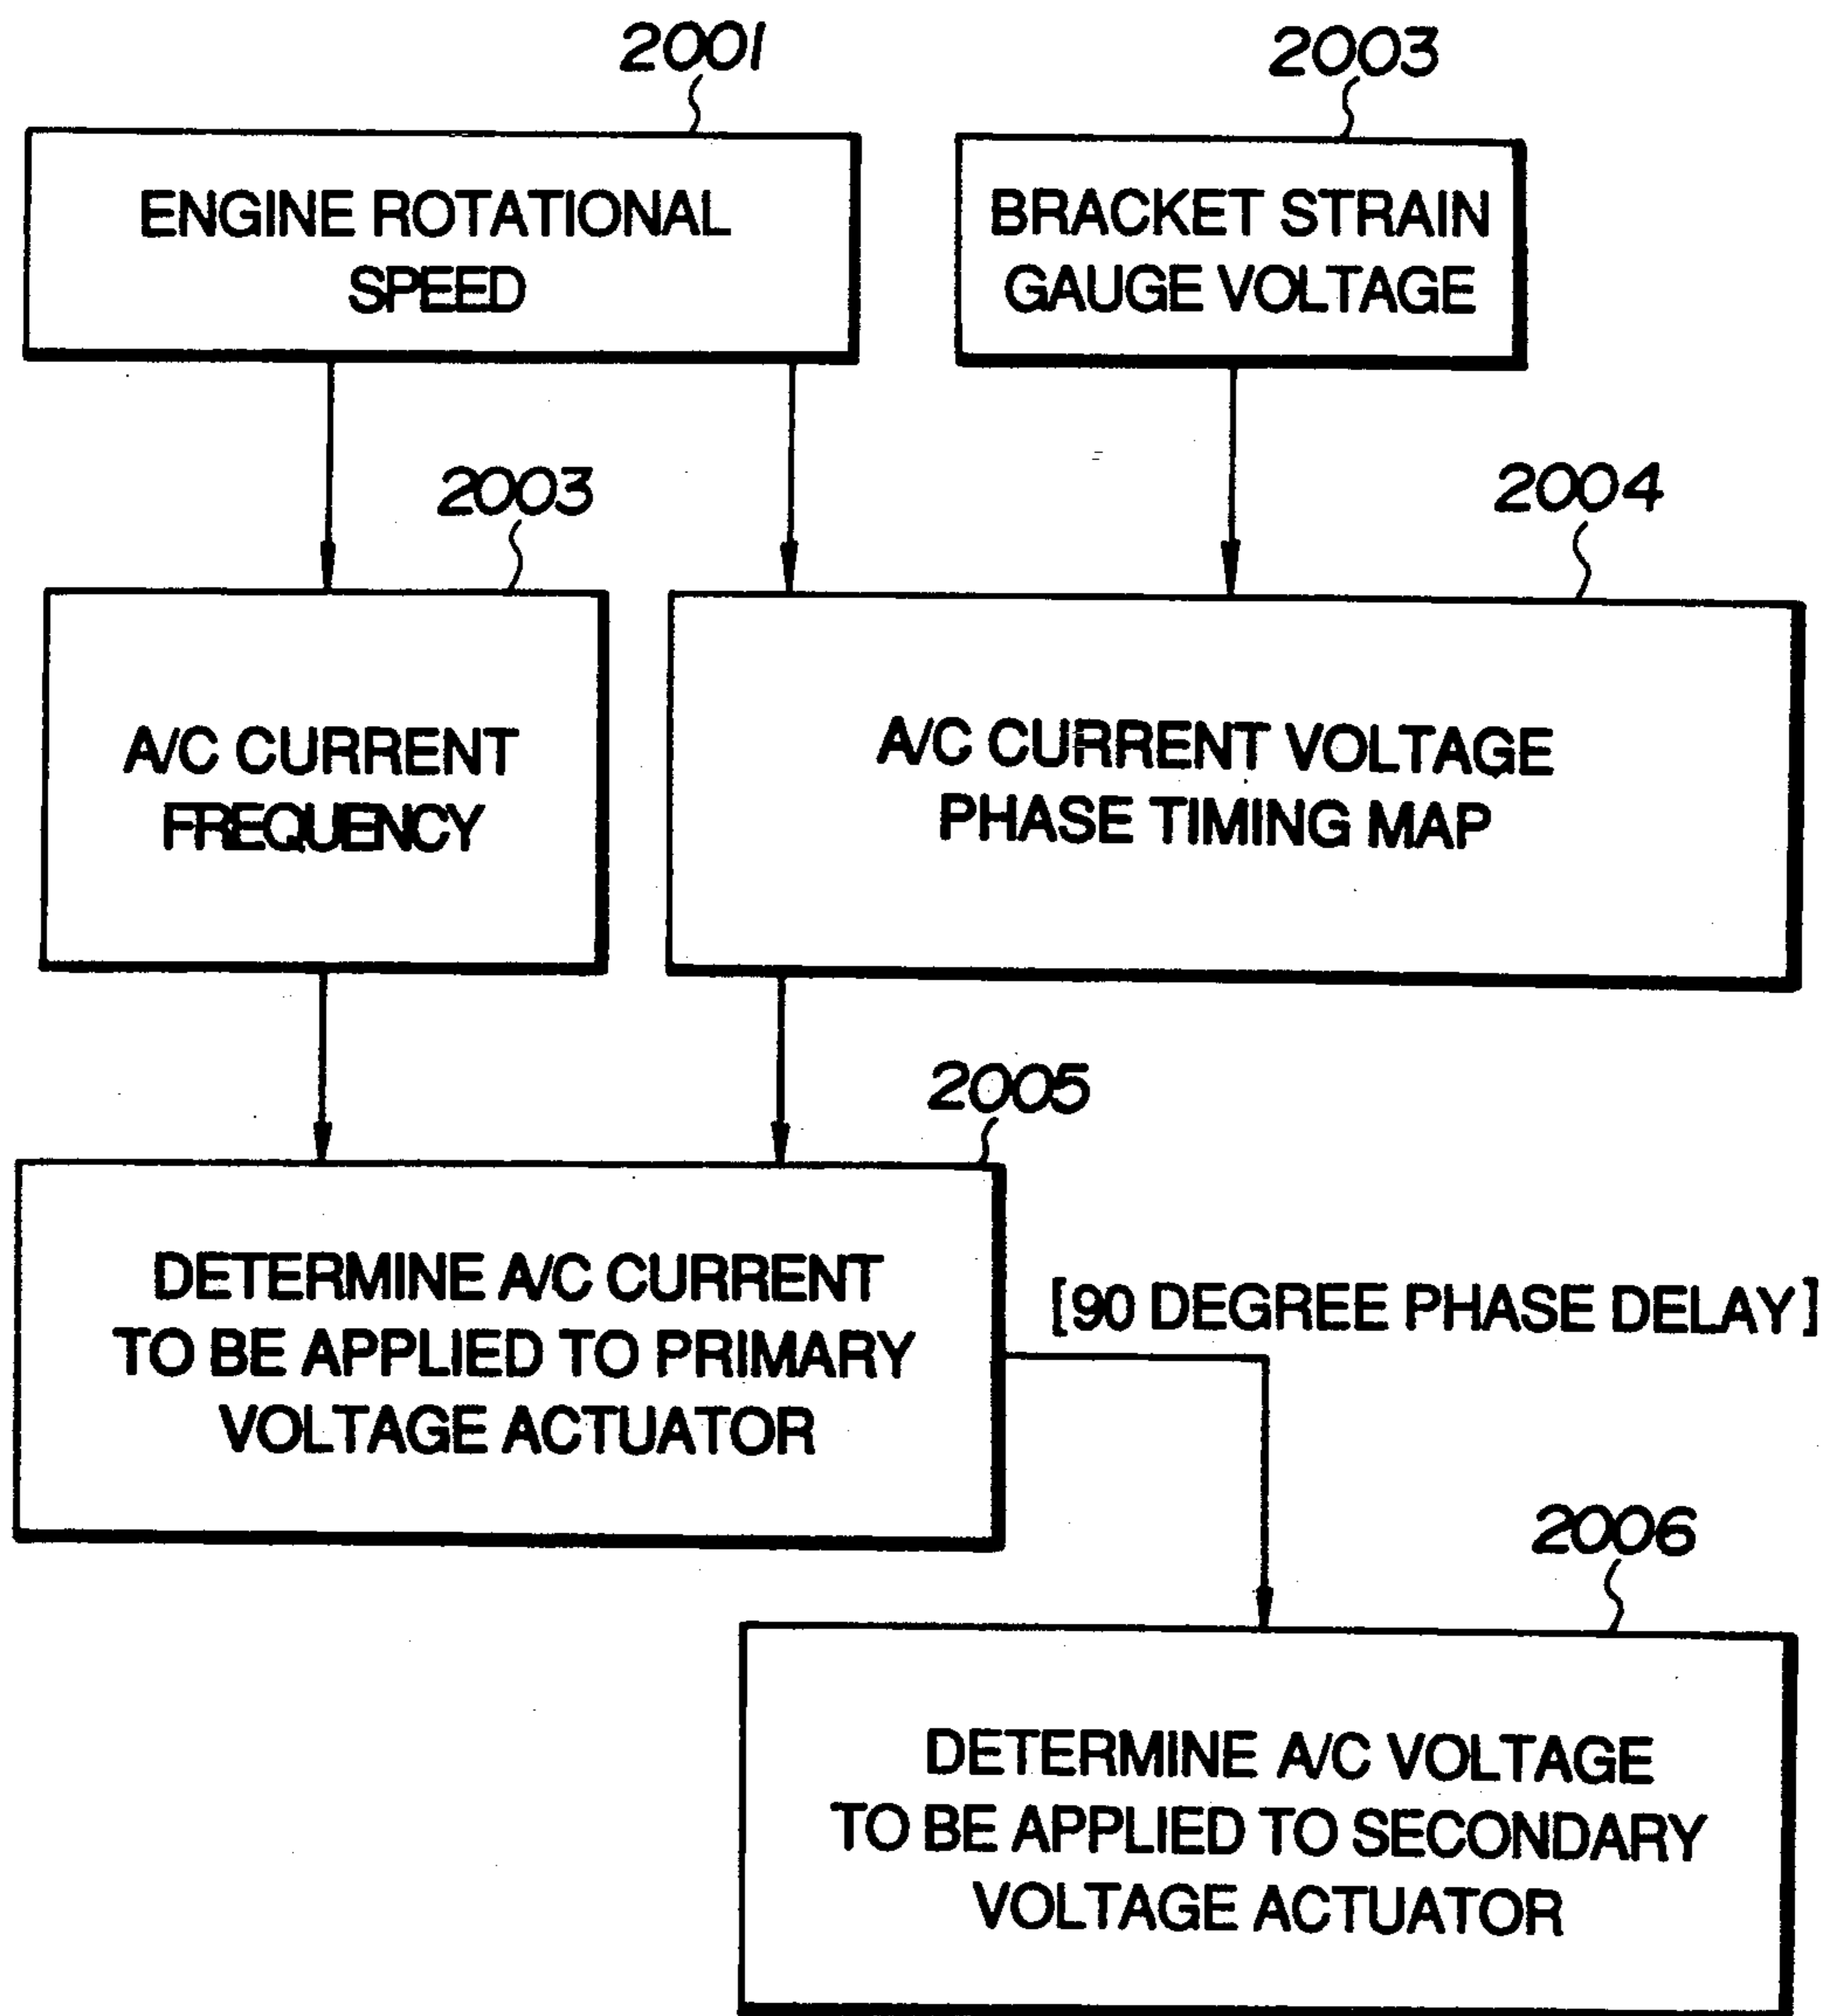 2001
2003
ENGINE ROTATIONAL
SPEED
BRACKET STRAIN
GAUGE VOLTAGE
2003
2004
A/C CURRENT
FREQUENCY
A/C CURRENT VOLTAGE
PHASE TIMING MAP
2005
DETERMINE A/C CURRENT
TO BE APPLIED TO PRIMARY
VOLTAGE ACTUATOR
[90 DEGREE PHASE DELAY]
2006
DETERMINE A/C VOLTAGE
TO BE APPLIED TO SECONDARY
VOLTAGE ACTUATOR